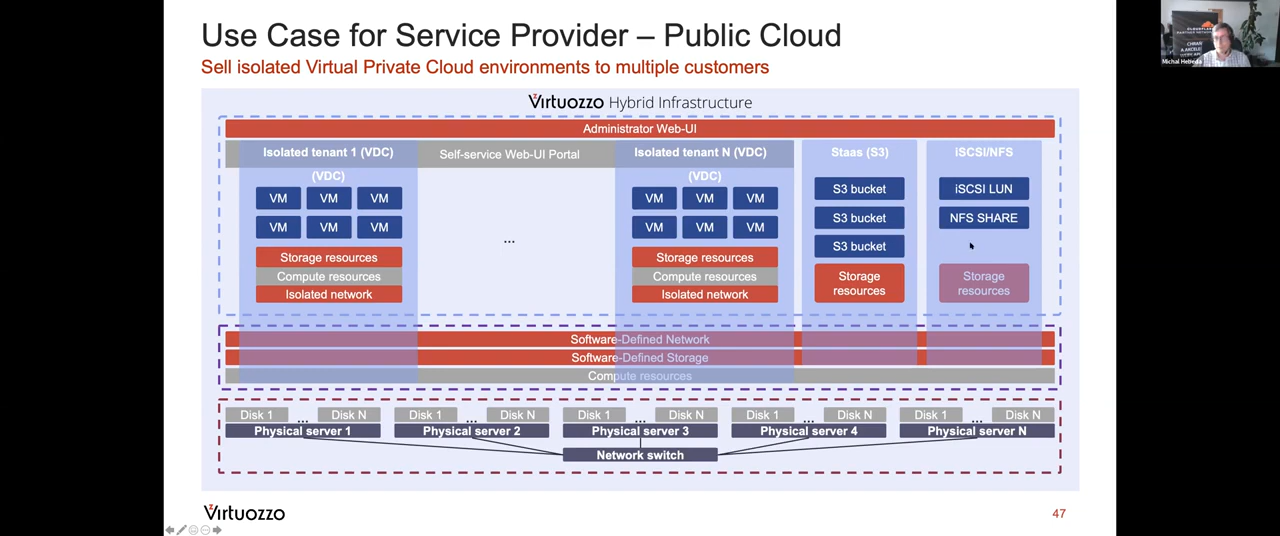 Use Case for Service Provider – Public Cloud
Sell isolated Virtual Private Cloud environments to multiple customers
Virtuozzo Hybrid Infrastructure
Administrator Web-UI
Isolated tenant 1 (VDC)
Self-service Web-UI Portal
Isolated tenant N (VDC)
Staas (S3)
iSCSI/NFS
(VDC)
(VDC)
VM VM VM
VM VM VM
Storage resources
Compute resources
Isolated network
...
VM VM VM
VM VM VM
Storage resources
Compute resources
Isolated network
S3 bucket
S3 bucket
S3 bucket
Storage
resources
iSCSI LUN
NFS SHARE
Storage
resources
Software-Defined Network
Software-Defined Storage
Compute resources
Disk 1 ... Disk N
Physical server 1
Disk 1 ... Disk N
Physical server 2
Disk 1 ... Disk N
Physical server 3
Disk 1 ... Disk N
Physical server 4
Disk 1 ... Disk N
Physical server N
Network switch
Virtuozzo
47